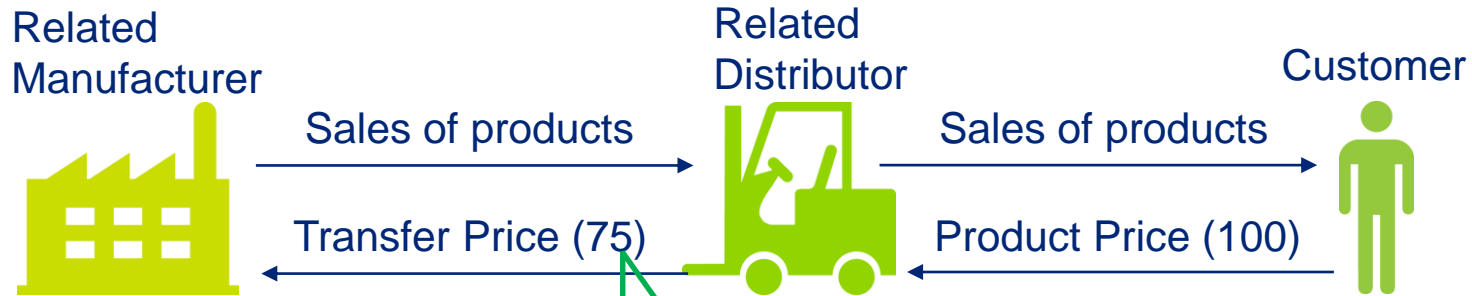 Related
Manufacturer
Related
Distributor
Customer
Sales of products
Sales of products
Transfer Price (75)
Product Price (100)